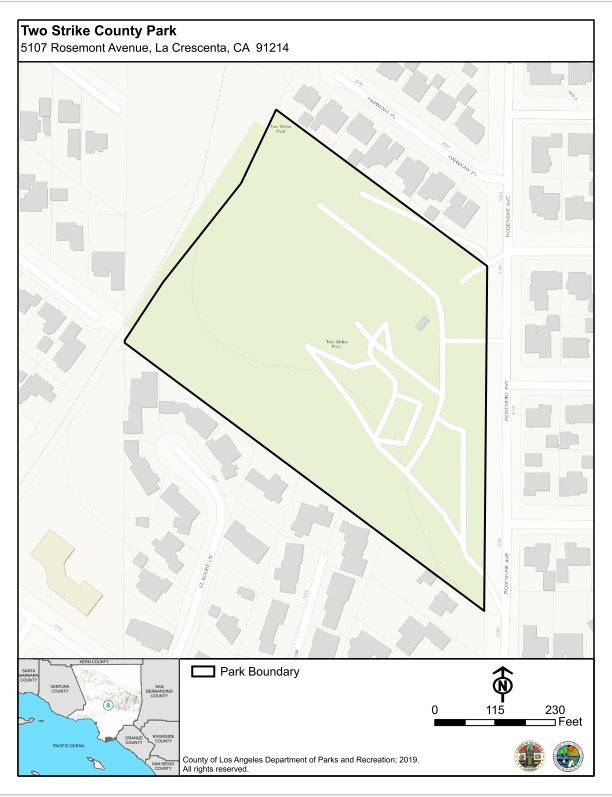 Two Strike County Park
5107 Rosemont Avenue, La Crescenta, CA 91214
HARMONY PL
Two Strike
Park
HARMONY PL
ROSEMONT AVE
Two Strike
Park
ROSEMONT AVE
EL ADOBE LN
ROSEMONT AVE
KERN COUNTY
SANTA
BARBARA
COUNTY
VENTURA
COUNTY
SAN
BERNARDINO
COUNTY
ORANGE
COUNTY
RIVERSIDE
COUNTY
PACIFIC OCEAN
SAN DIEGO
COUNTY
Park Boundary
N
0 115 230
Feet
County of Los Angeles Department of Parks and Recreation; 2019.
All rights reserved.